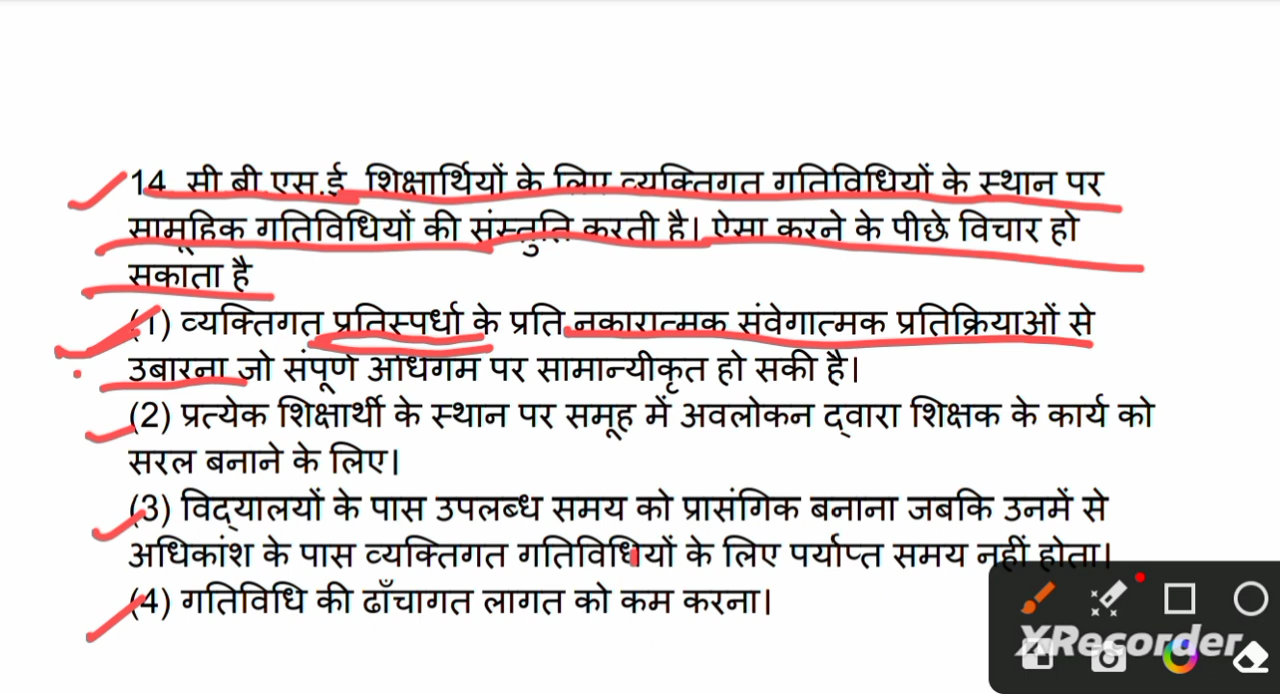 14 सी बी एस.ई शिक्षार्थियों के लिए व्यक्तिगत गतिविधियों के स्थान पर
सामूहिक गतिविधियों की संस्तुति करती है। ऐसा करने के पीछे विचार हो
सकाता है
(1) व्यक्तिगत प्रतिस्पर्धा के प्रति नकारात्मक संवेगात्मक प्रतिक्रियाओं से
उबारना जो संपूर्ण अधिगम पर सामान्यीकृत हो सकी है।
(2) प्रत्येक शिक्षार्थी के स्थान पर समूह में अवलोकन द्वारा शिक्षक के कार्य को
सरल बनाने के लिए।
(3) विद्यालयों के पास उपलब्ध समय को प्रासंगिक बनाना जबकि उनमें से
अधिकांश के पास व्यक्तिगत गतिविधियों के लिए पर्याप्त समय नहीं होता।
(4) गतिविधि की ढाँचागत लागत को कम करना।
XRecorder